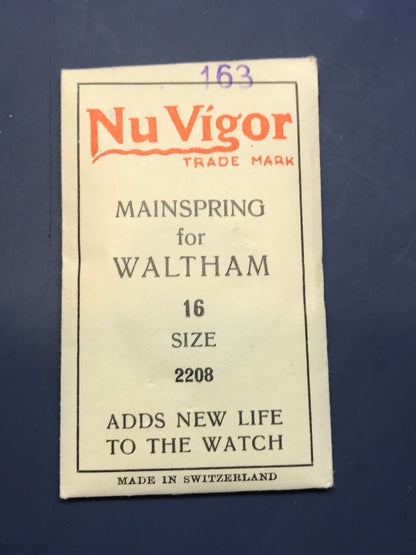 163
Nu Vigor
TRADE MARK
MAINSPRING
for
WALTHAM
16
SIZE
2208
ADDS NEW LIFE
TO THE WATCH
MADE IN SWITZERLAND